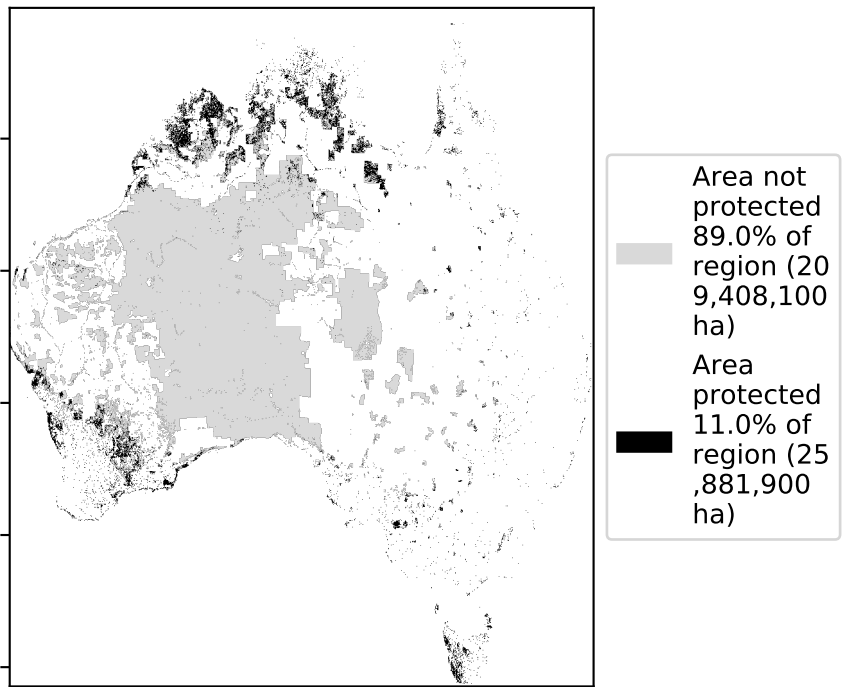 Area not
protected
89.0% of
region (20
9,408,100
ha)
Area
protected
11.0% of
region (25
,881,900
ha)